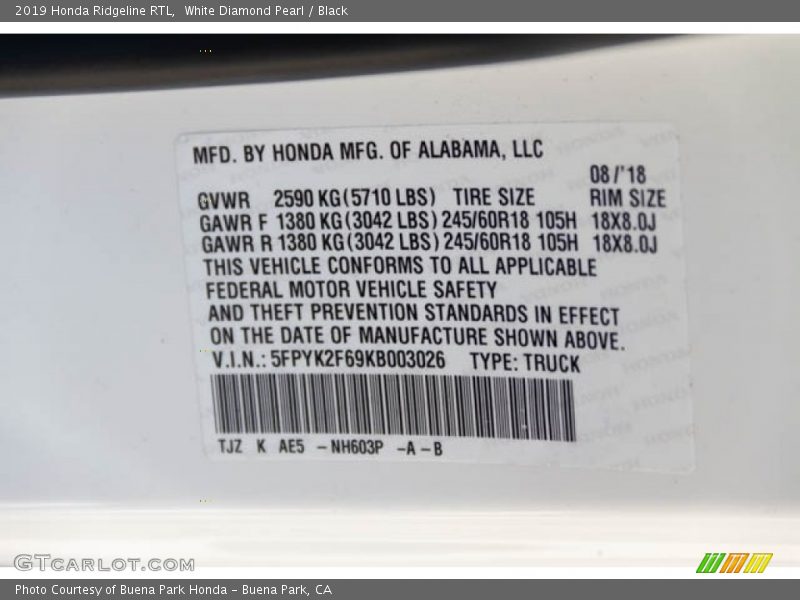 2019 Honda Ridgeline RTL,  White Diamond Pearl / Black
MFD. BY HONDA MFG. OF ALABAMA, LLC
08/'18
GVWR 2590 KG(5710 LBS) TIRE SIZE RIM SIZE
GAWR F 1380 KG(3042 LBS) 245/60R18 105H 18X8.0J
GAWR R 1380 KG(3042 LBS) 245/60R18 105H 18X8.0J
THIS VEHICLE CONFORMS TO ALL APPLICABLE
FEDERAL MOTOR VEHICLE SAFETY
AND THEFT PREVENTION STANDARDS IN EFFECT
ON THE DATE OF MANUFACTURE SHOWN ABOVE.
V.I.N.: 5FPYK2F69KB003026 TYPE: TRUCK
TJZ K AE5 -NH603P -A-B
GTCARLOT.COM
Photo Courtesy of Buena Park Honda - Buena Park, CA